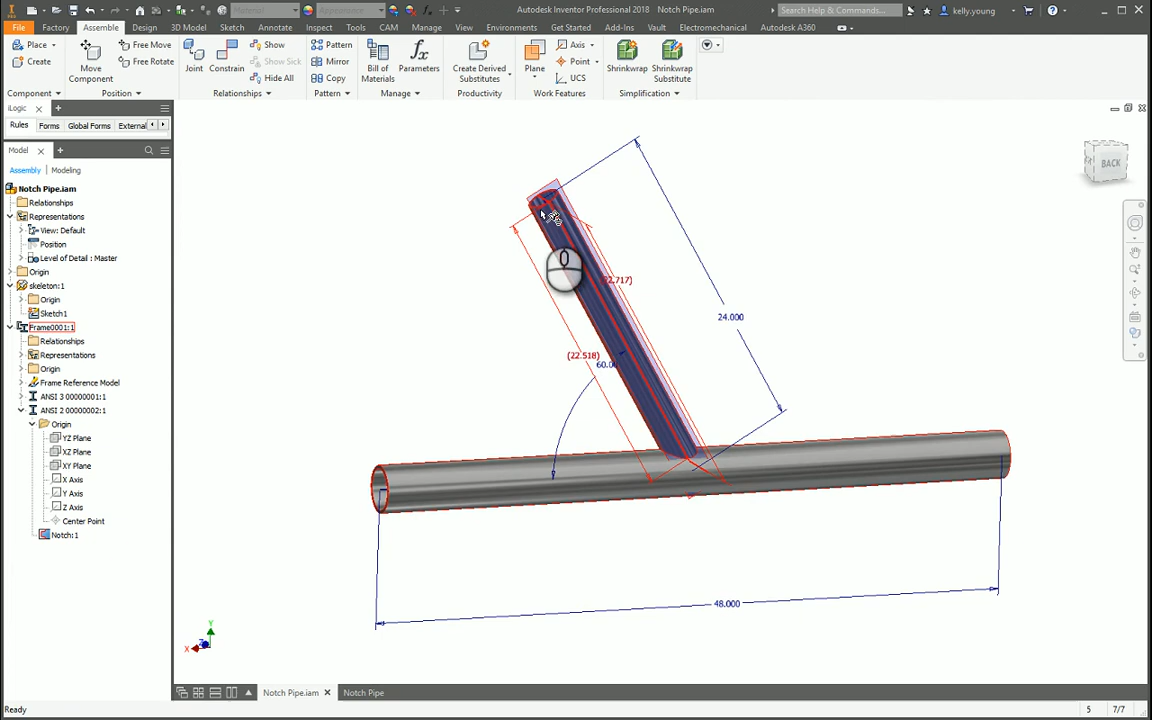 Material
Appearance
Autodesk Inventor Professional 2018 Notch Pipe.iam
Search Help & Commands...
kelly.young
File Factory Assemble Design 3D Model Sketch Annotate Inspect Tools CAM Manage View Environments Get Started Add-Ins Vault Electromechanical Autodesk A360
Place
Create
Component
Move Component
Free Move
Free Rotate
Position
Joint
Constrain
Show
Show Sick
Hide All
Relationships
Pattern
Mirror
Copy
Pattern
Bill of Materials
Parameters
Manage
Create Derived Substitutes
Productivity
Plane
Axis
Point
UCS
Work Features
Shrinkwrap
Shrinkwrap Substitute
Simplification
iLogic
Rules Forms Global Forms External
Model
Assembly Modeling
Notch Pipe.iam
Relationships
Representations
View: Default
Position
Level of Detail : Master
Origin
skeleton:1
Origin
Sketch1
Frame0001:1
Relationships
Representations
Origin
Frame Reference Model
ANSI 3 00000001:1
ANSI 2 00000002:1
Origin
YZ Plane
XZ Plane
XY Plane
X Axis
Y Axis
Z Axis
Center Point
Notch:1
BACK
24.000
(22.518)
48.000
Y
X
Z
Notch Pipe.iam Notch Pipe
Ready
5 7/7